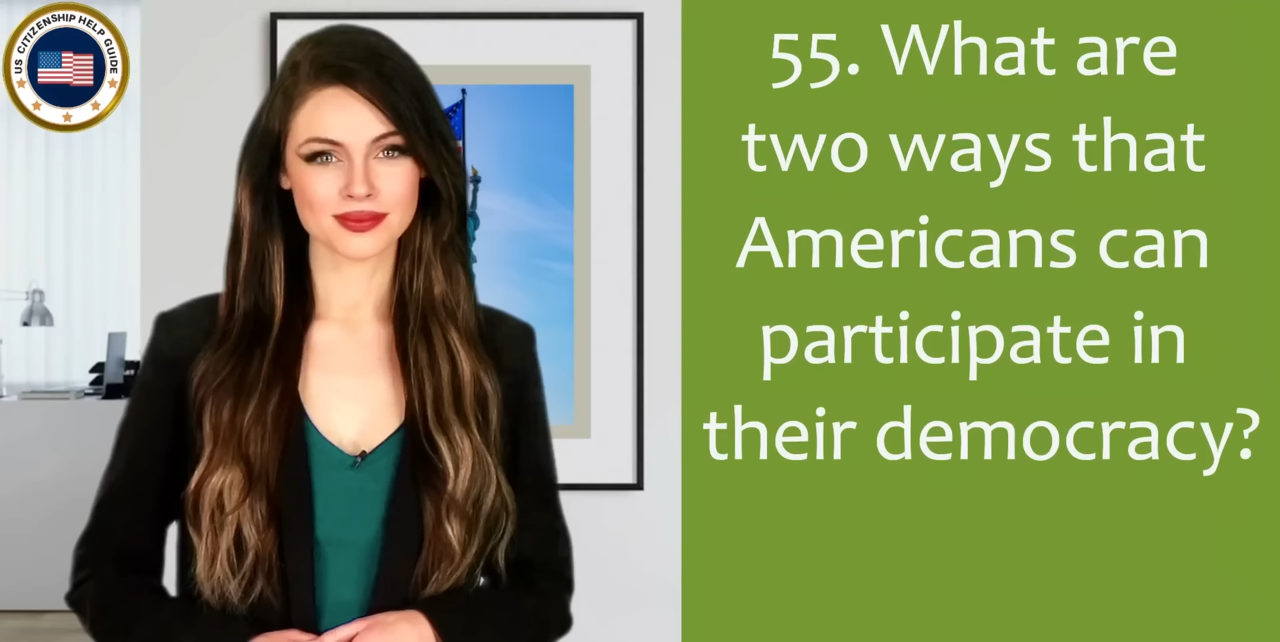 US CITIZENSHIP HELP GUIDE
55. What are
two ways that
Americans can
participate in
their democracy?